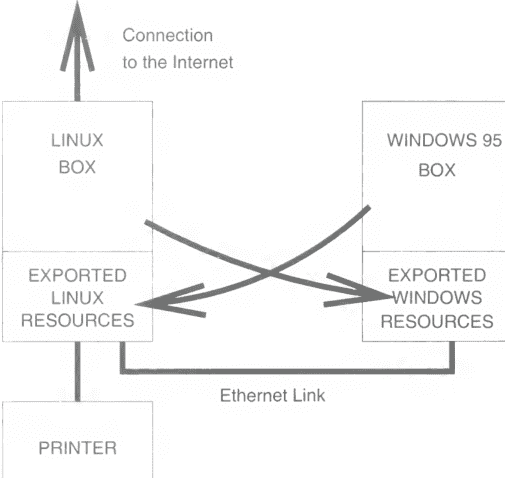 Connection
to the Internet
LINUX
BOX
WINDOWS 95
BOX
EXPORTED
LINUX
RESOURCES
EXPORTED
WINDOWS
RESOURCES
Ethernet Link
PRINTER